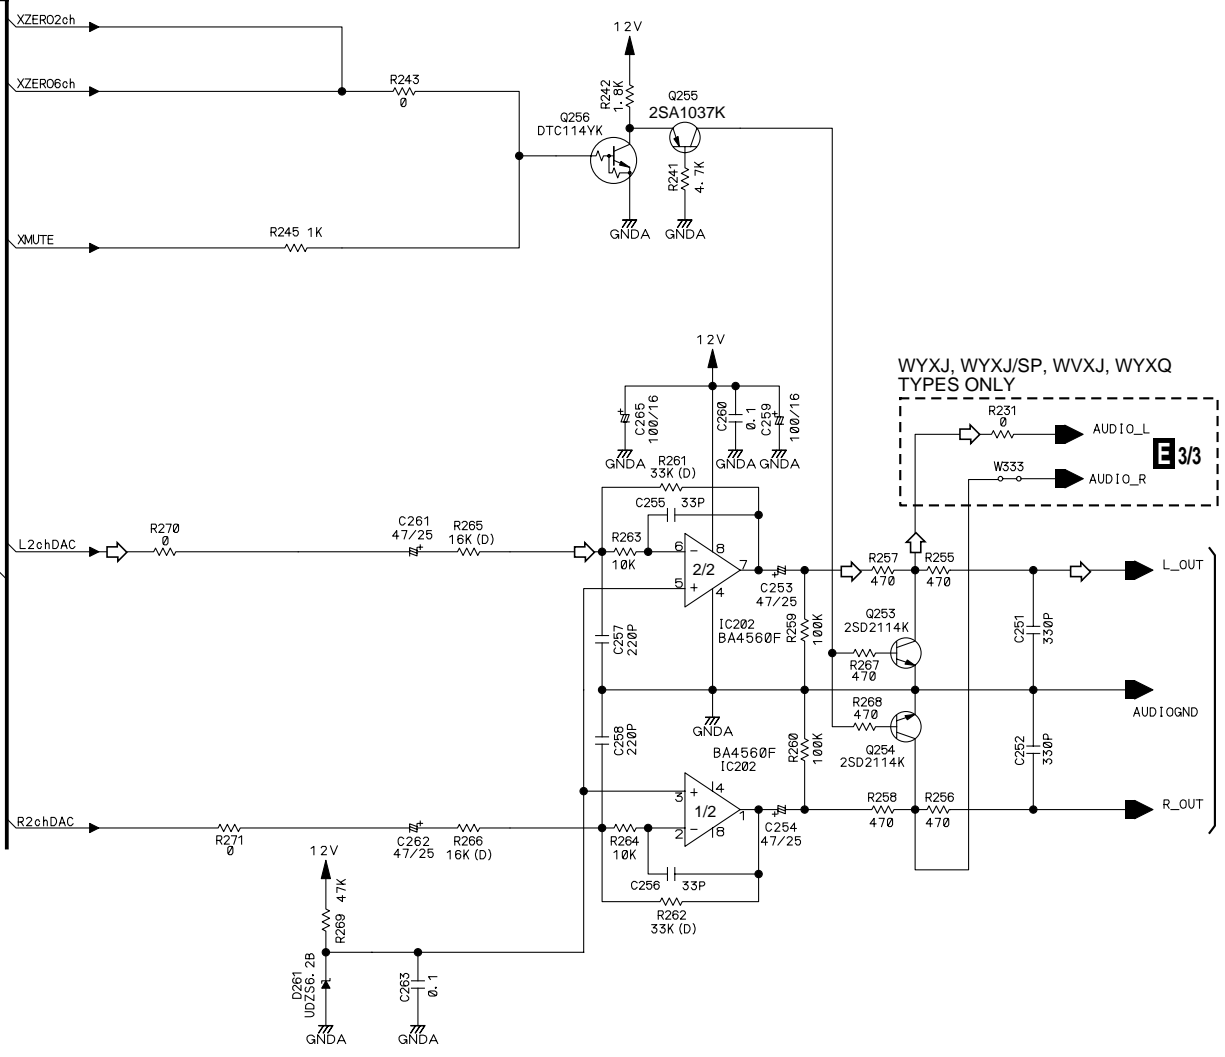 XZERO2ch
XZERO6ch
R243
0
XMUTE
R245 1K
12V
R242
1.8K
Q256
DTC114YK
Q255
2SA1037K
R241
4.7K
GNDA
GNDA
12V
C265
100/16
C260
0.1
C259
100/16
GNDA
GNDA
GNDA
WYXJ, WYXJ/SP, WVXJ, WYXQ
TYPES ONLY
R231
0
AUDIO_L
E 3/3
W333
AUDIO_R
R261
33K(D)
C255 33P
L2chDAC
R270
0
C261
47/25
R265
16K(D)
R263
10K
6
−
8
2/2
7
5
+
4
IC202
BA4560F
C253
47/25
R257
470
R255
470
L_OUT
C257
220P
R259
100K
Q253
2SD2114K
R267
470
C251
330P
GNDA
AUDIOGND
C258
220P
R268
470
R260
100K
Q254
2SD2114K
C252
330P
BA4560F
IC202
3
+
4
1/2
1
2
−
8
C254
47/25
R258
470
R256
470
R_OUT
R2chDAC
R271
0
C262
47/25
R266
16K(D)
R264
10K
C256 33P
R262
33K(D)
12V
R269 47K
D261
UDZS6.2B
C263
0.1
GNDA
GNDA